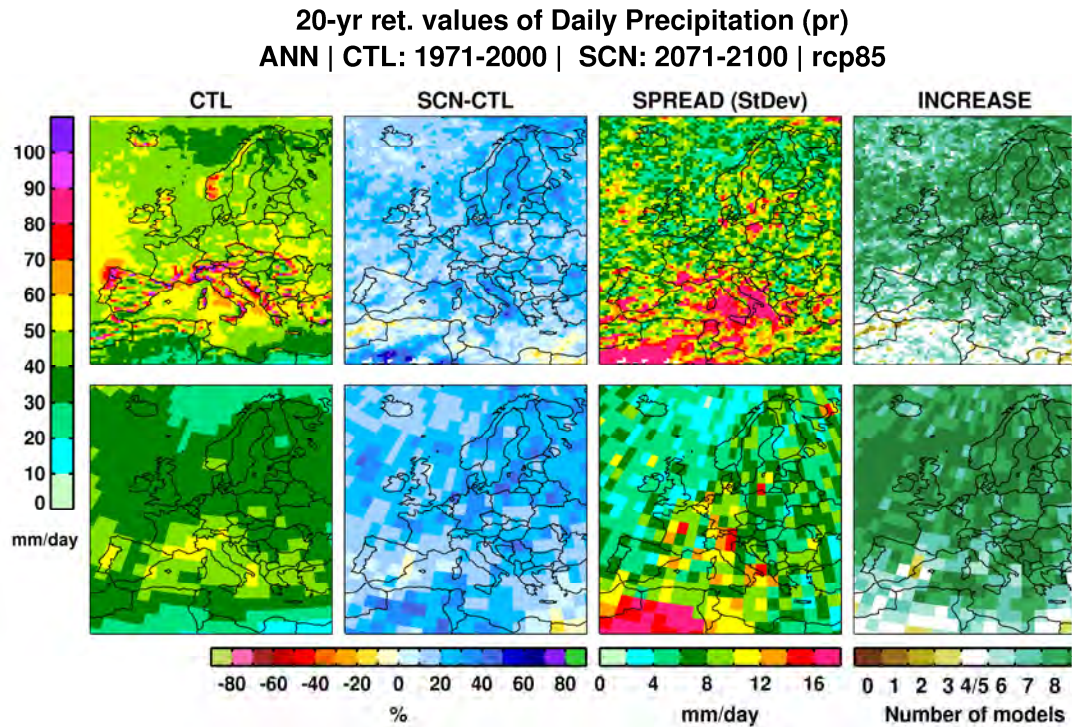 20-yr ret. values of Daily Precipitation (pr)
ANN | CTL: 1971-2000 | SCN: 2071-2100 | rcp85
CTL SCN-CTL SPREAD (StDev) INCREASE
100
90
80
70
60
50
40
30
20
10
0
mm/day
-80 -60 -40 -20 0 20 40 60 80
%
0 4 8 12 16
mm/day
0 1 2 3 4/5 6 7 8
Number of models